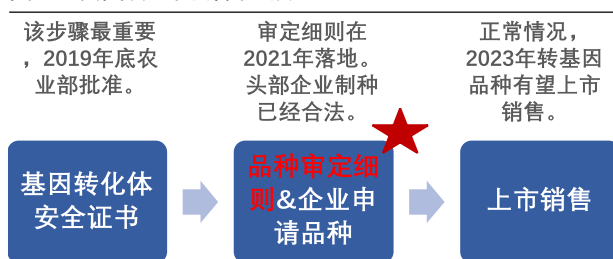 该步骤最重要
，2019年底农
业部批准。
审定细则在
2021年落地。
头部企业制种
已经合法。
正常情况，
2023年转基因
品种有望上市
销售。
基因转化体
安全证书
品种审定细
则&企业申
请品种
上市销售